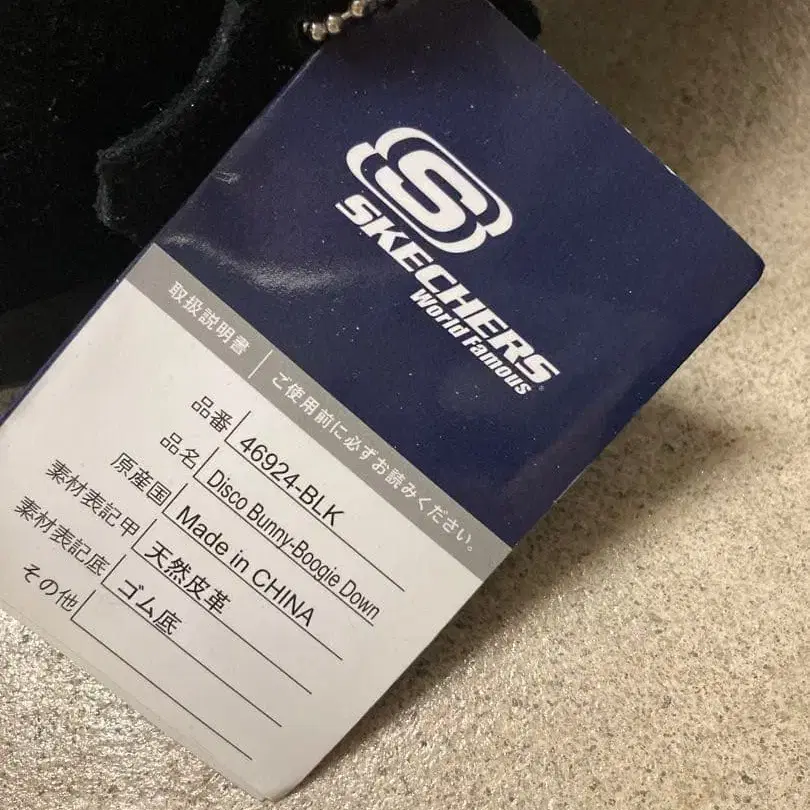 S
SKECHERS
World Famous
取扱説明書 ご使用前に必ずお読みください。
品番 46924-BLK
品名 Disco Bunny-Boogie Down
原産国 Made in CHINA
素材表記甲 天然皮革
素材表記底 ゴム底
その他